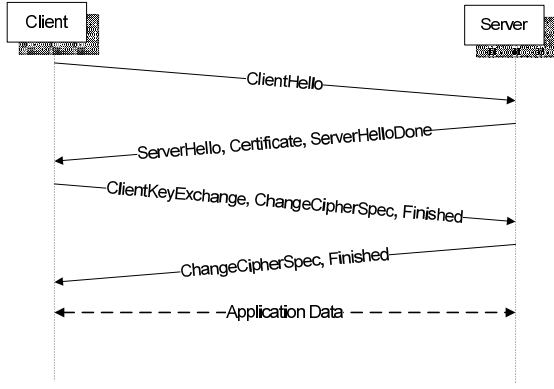 Client
Server
ClientHello
ServerHello, Certificate, ServerHelloDone
ClientKeyExchange, ChangeCipherSpec, Finished
ChangeCipherSpec, Finished
Application Data